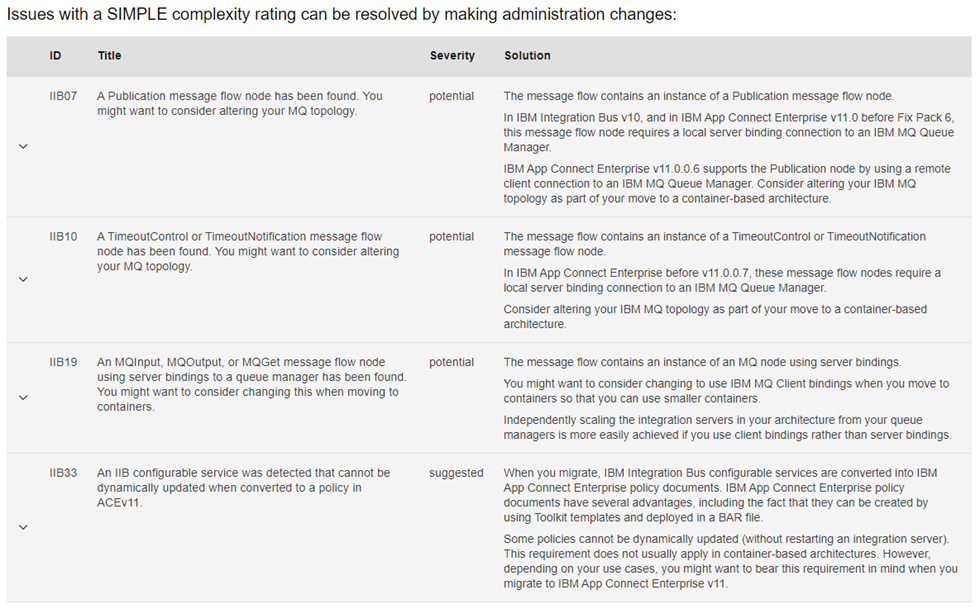 Issues with a SIMPLE complexity rating can be resolved by making administration changes:
ID Title Severity Solution
IIB07 A Publication message flow node has been found. You
might want to consider altering your MQ topology.
potential
The message flow contains an instance of a Publication message flow node.
In IBM Integration Bus v10, and in IBM App Connect Enterprise v11.0 before Fix Pack 6,
this message flow node requires a local server binding connection to an IBM MQ Queue
Manager.
IBM App Connect Enterprise v11.0.0.6 supports the Publication node by using a remote
client connection to an IBM MQ Queue Manager. Consider altering your IBM MQ
topology as part of your move to a container-based architecture.
IIB10 A TimeoutControl or TimeoutNotification message flow
node has been found. You might want to consider altering
your MQ topology.
potential
The message flow contains an instance of a TimeoutControl or TimeoutNotification
message flow node.
In IBM App Connect Enterprise before v11.0.0.7, these message flow nodes require a
local server binding connection to an IBM MQ Queue Manager.
Consider altering your IBM MQ topology as part of your move to a container-based
architecture.
IIB19 An MQInput, MQOutput, or MQGet message flow node
using server bindings to a queue manager has been found.
You might want to consider changing this when moving to
containers.
potential
The message flow contains an instance of an MQ node using server bindings.
You might want to consider changing to use IBM MQ Client bindings when you move to
containers so that you can use smaller containers.
Independently scaling the integration servers in your architecture from your queue
managers is more easily achieved if you use client bindings rather than server bindings.
IIB33 An IIB configurable service was detected that cannot be
dynamically updated when converted to a policy in
ACEv11.
suggested
When you migrate, IBM Integration Bus configurable services are converted into IBM
App Connect Enterprise policy documents. IBM App Connect Enterprise policy
documents have several advantages, including the fact that they can be created by
using Toolkit templates and deployed in a BAR file.
Some policies cannot be dynamically updated (without restarting an integration server).
This requirement does not usually apply in container-based architectures. However,
depending on your use cases, you might want to bear this requirement in mind when you
migrate to IBM App Connect Enterprise v11.